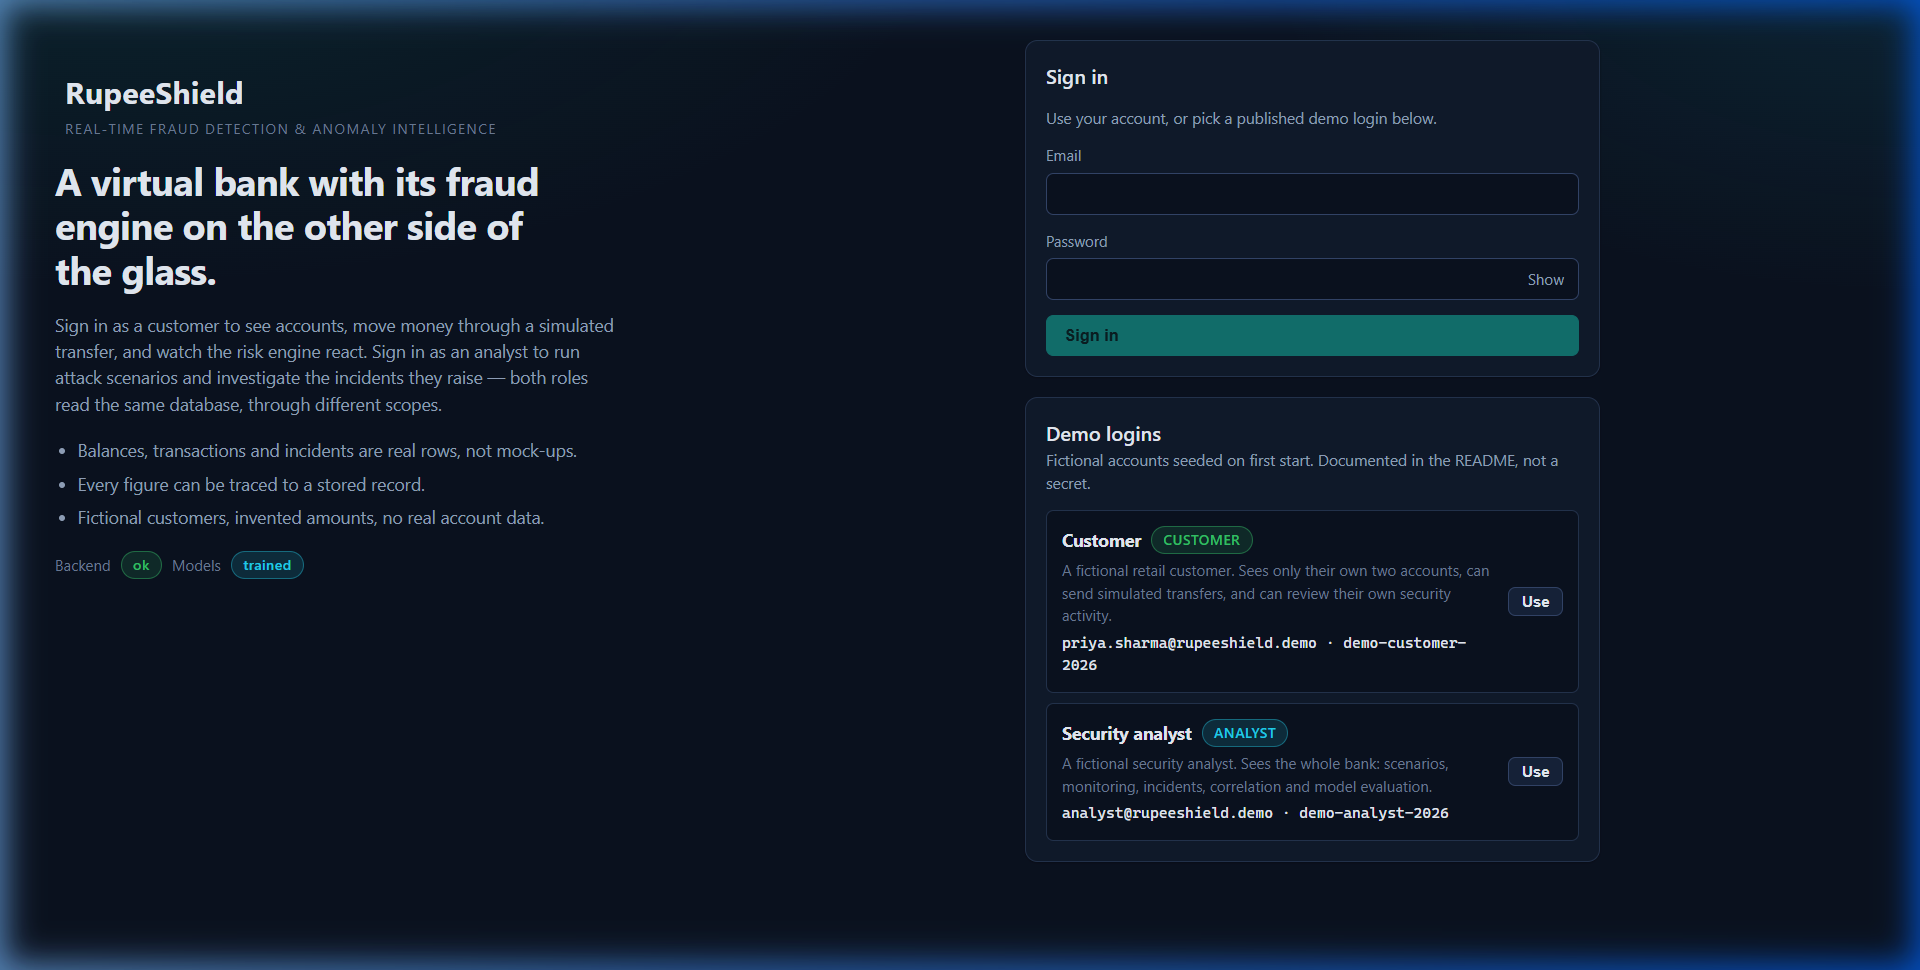 RupeeShield
REAL-TIME FRAUD DETECTION & ANOMALY INTELLIGENCE
A virtual bank with its fraud
engine on the other side of
the glass.
Sign in as a customer to see accounts, move money through a simulated
transfer, and watch the risk engine react. Sign in as an analyst to run
attack scenarios and investigate the incidents they raise — both roles
read the same database, through different scopes.
• Balances, transactions and incidents are real rows, not mock-ups.
• Every figure can be traced to a stored record.
• Fictional customers, invented amounts, no real account data.
Backend ok Models trained
Sign in
Use your account, or pick a published demo login below.
Email
Password
Show
Sign in
Demo logins
Fictional accounts seeded on first start. Documented in the README, not a
secret.
Customer CUSTOMER
A fictional retail customer. Sees only their own two accounts, can
send simulated transfers, and can review their own security
activity.
priya.sharma@rupeeshield.demo · demo-customer-
2026
Use
Security analyst ANALYST
A fictional security analyst. Sees the whole bank: scenarios,
monitoring, incidents, correlation and model evaluation.
analyst@rupeeshield.demo · demo-analyst-2026
Use